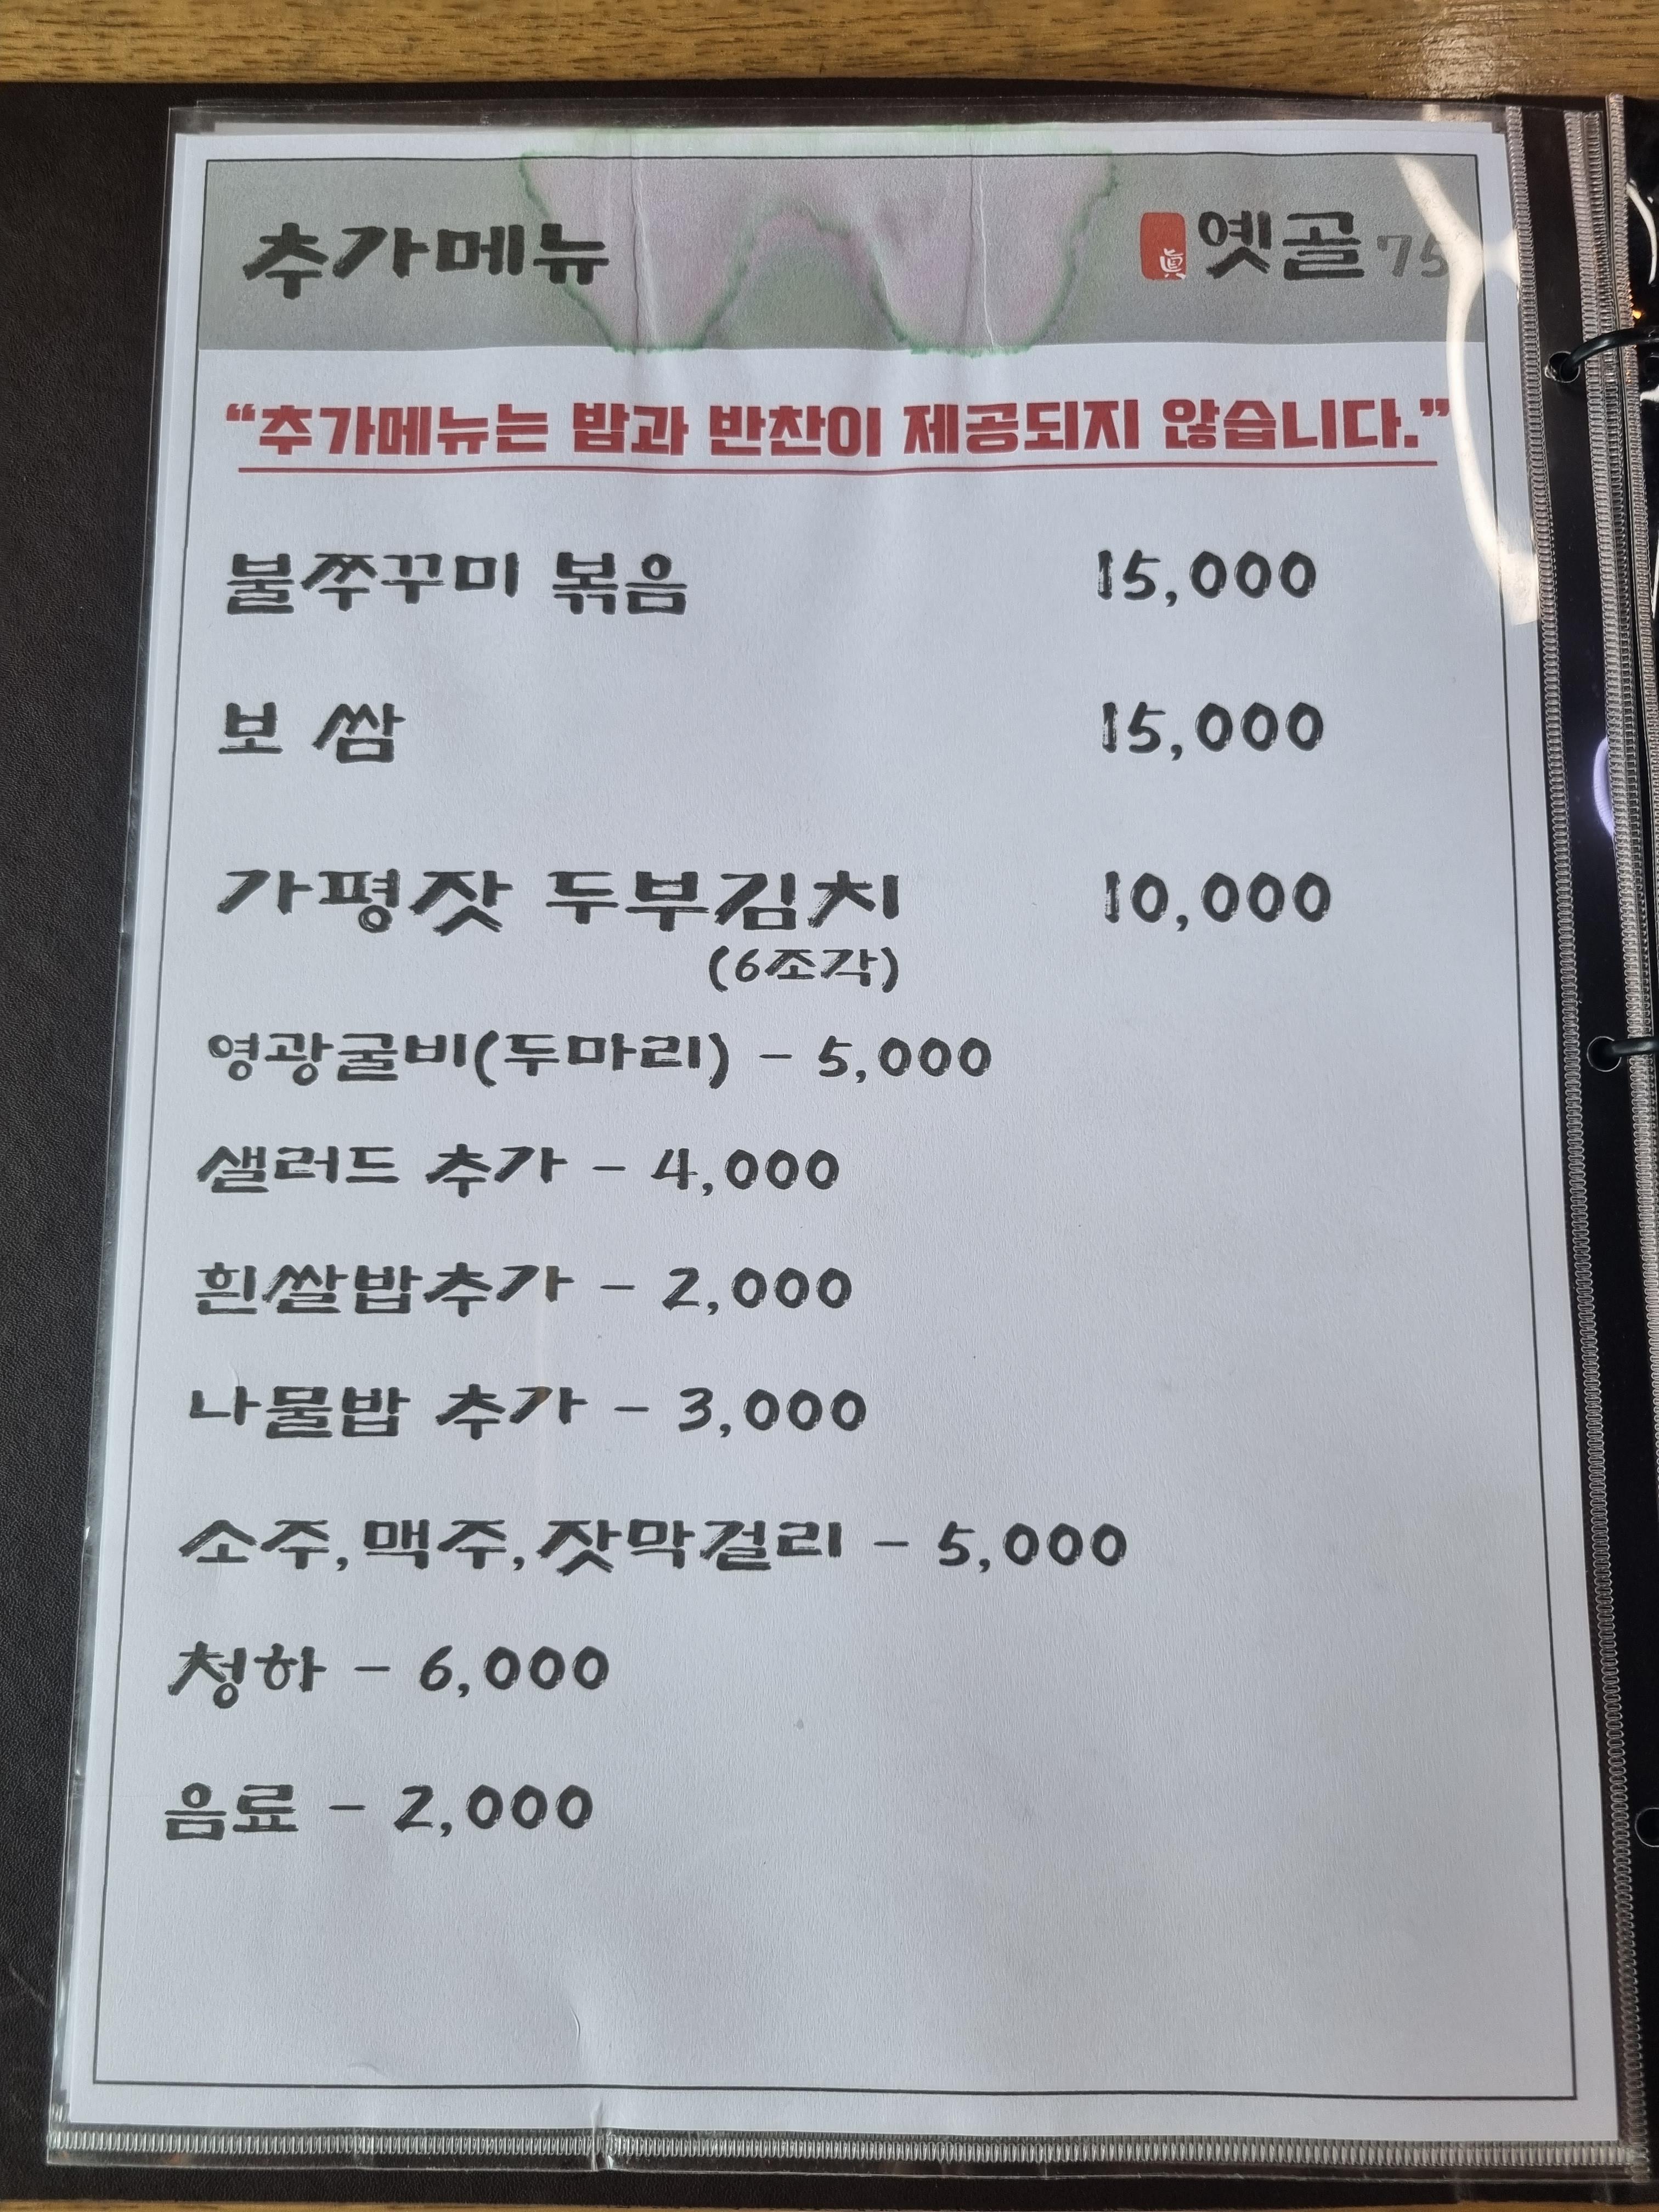 추가메뉴
眞 옛골 75
“추가메뉴는 밥과 반찬이 제공되지 않습니다.”
불쭈꾸미 볶음 15,000
보 쌈 15,000
가평잣 두부김치 10,000
(6조각)
영광굴비(두마리) - 5,000
샐러드 추가 - 4,000
흰쌀밥추가 - 2,000
나물밥 추가 - 3,000
소주,맥주,잣막걸리 - 5,000
청하 - 6,000
음료 - 2,000